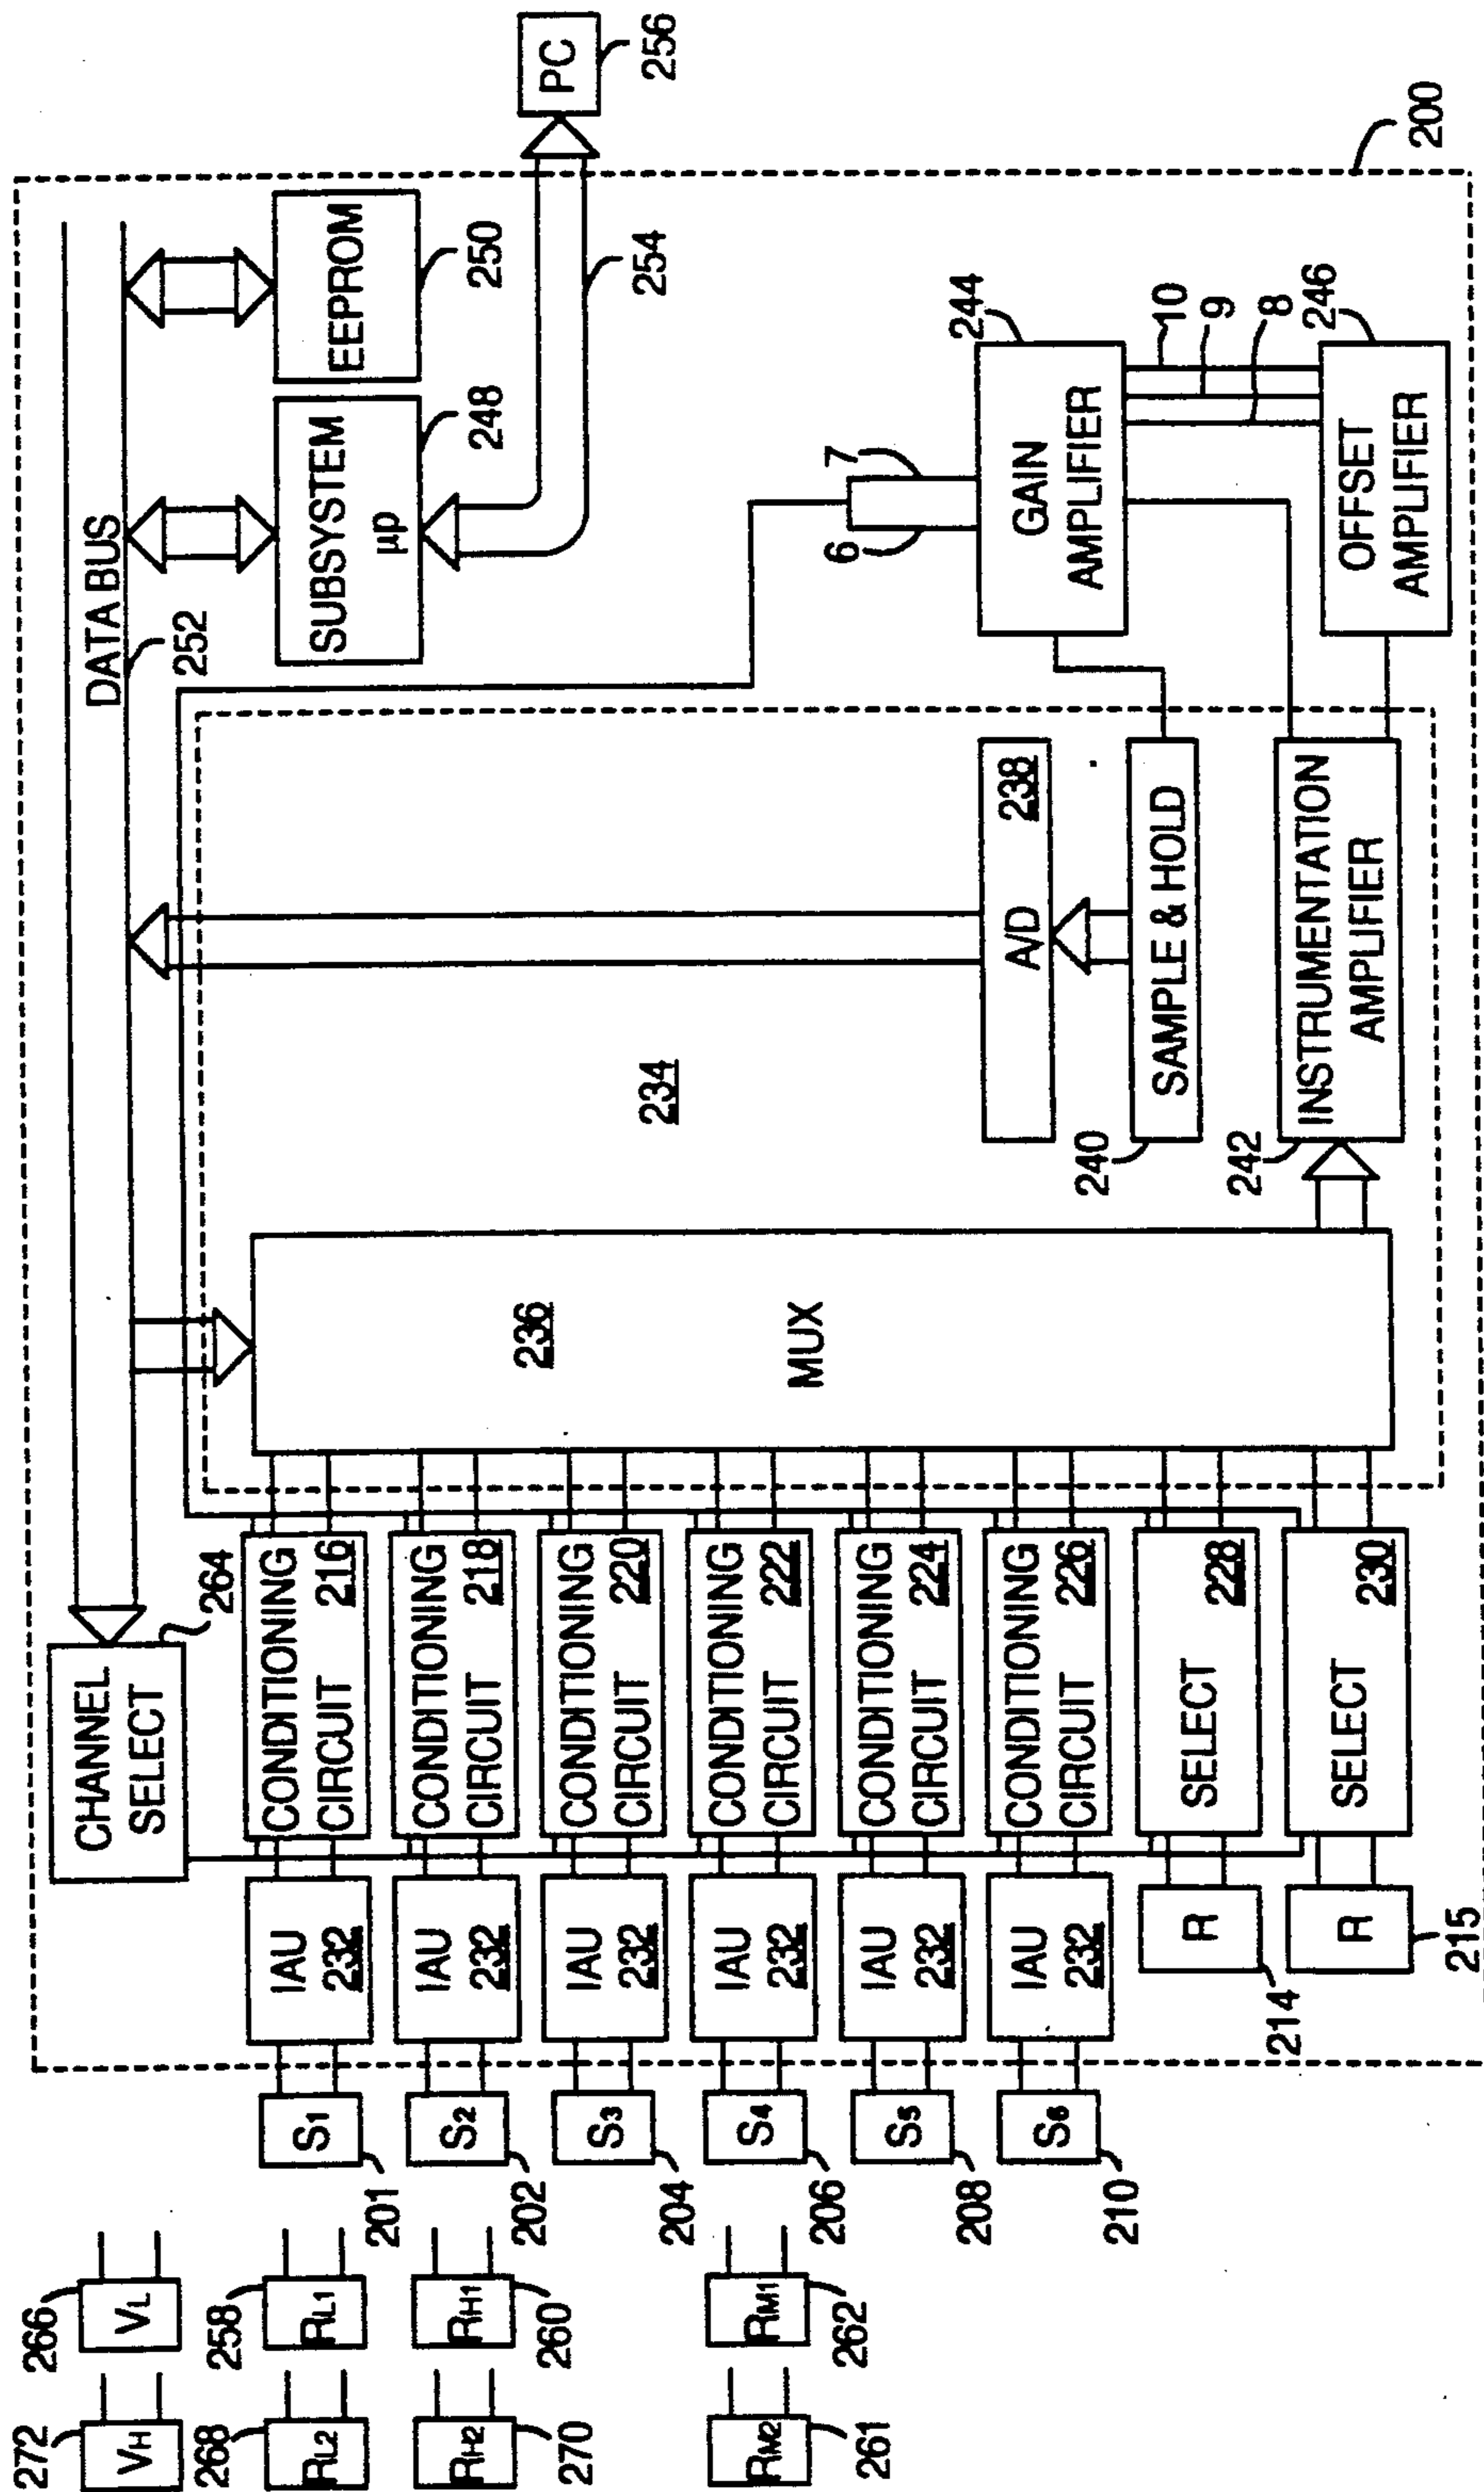 272
VH
266
VL
268
RL2
258
RL1
270
RH2
260
RH1
261
RM2
262
RM1
S1
201
S2
202
S3
204
S4
206
S5
208
S6
210
IAU
232
IAU
232
IAU
232
IAU
232
IAU
232
IAU
232
R
214
R
215
CHANNEL
SELECT
264
CONDITIONING
CIRCUIT 216
CONDITIONING
CIRCUIT 218
CONDITIONING
CIRCUIT 220
CONDITIONING
CIRCUIT 222
CONDITIONING
CIRCUIT 224
CONDITIONING
CIRCUIT 226
SELECT 228
SELECT 230
236
MUX
234
DATA BUS
252
A/D 238
240
SAMPLE & HOLD
242
INSTRUMENTATION
AMPLIFIER
SUBSYSTEM
µp
248
EEPROM
250
254
PC
256
6
7
GAIN
AMPLIFIER
244
10
9
8
OFFSET
AMPLIFIER
246
200